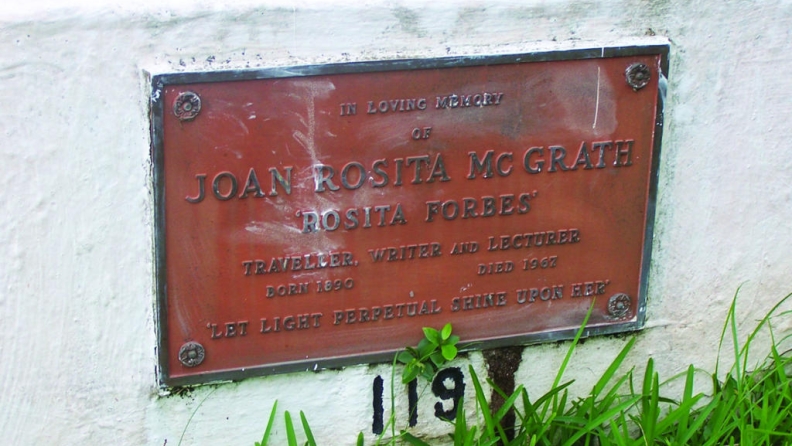 IN LOVING MEMORY
OF
JOAN ROSITA MCGRATH
'ROSITA FORBES'
TRAVELLER, WRITER AND LECTURER
BORN 1890 DIED 1967
'LET LIGHT PERPETUAL SHINE UPON HER'
119